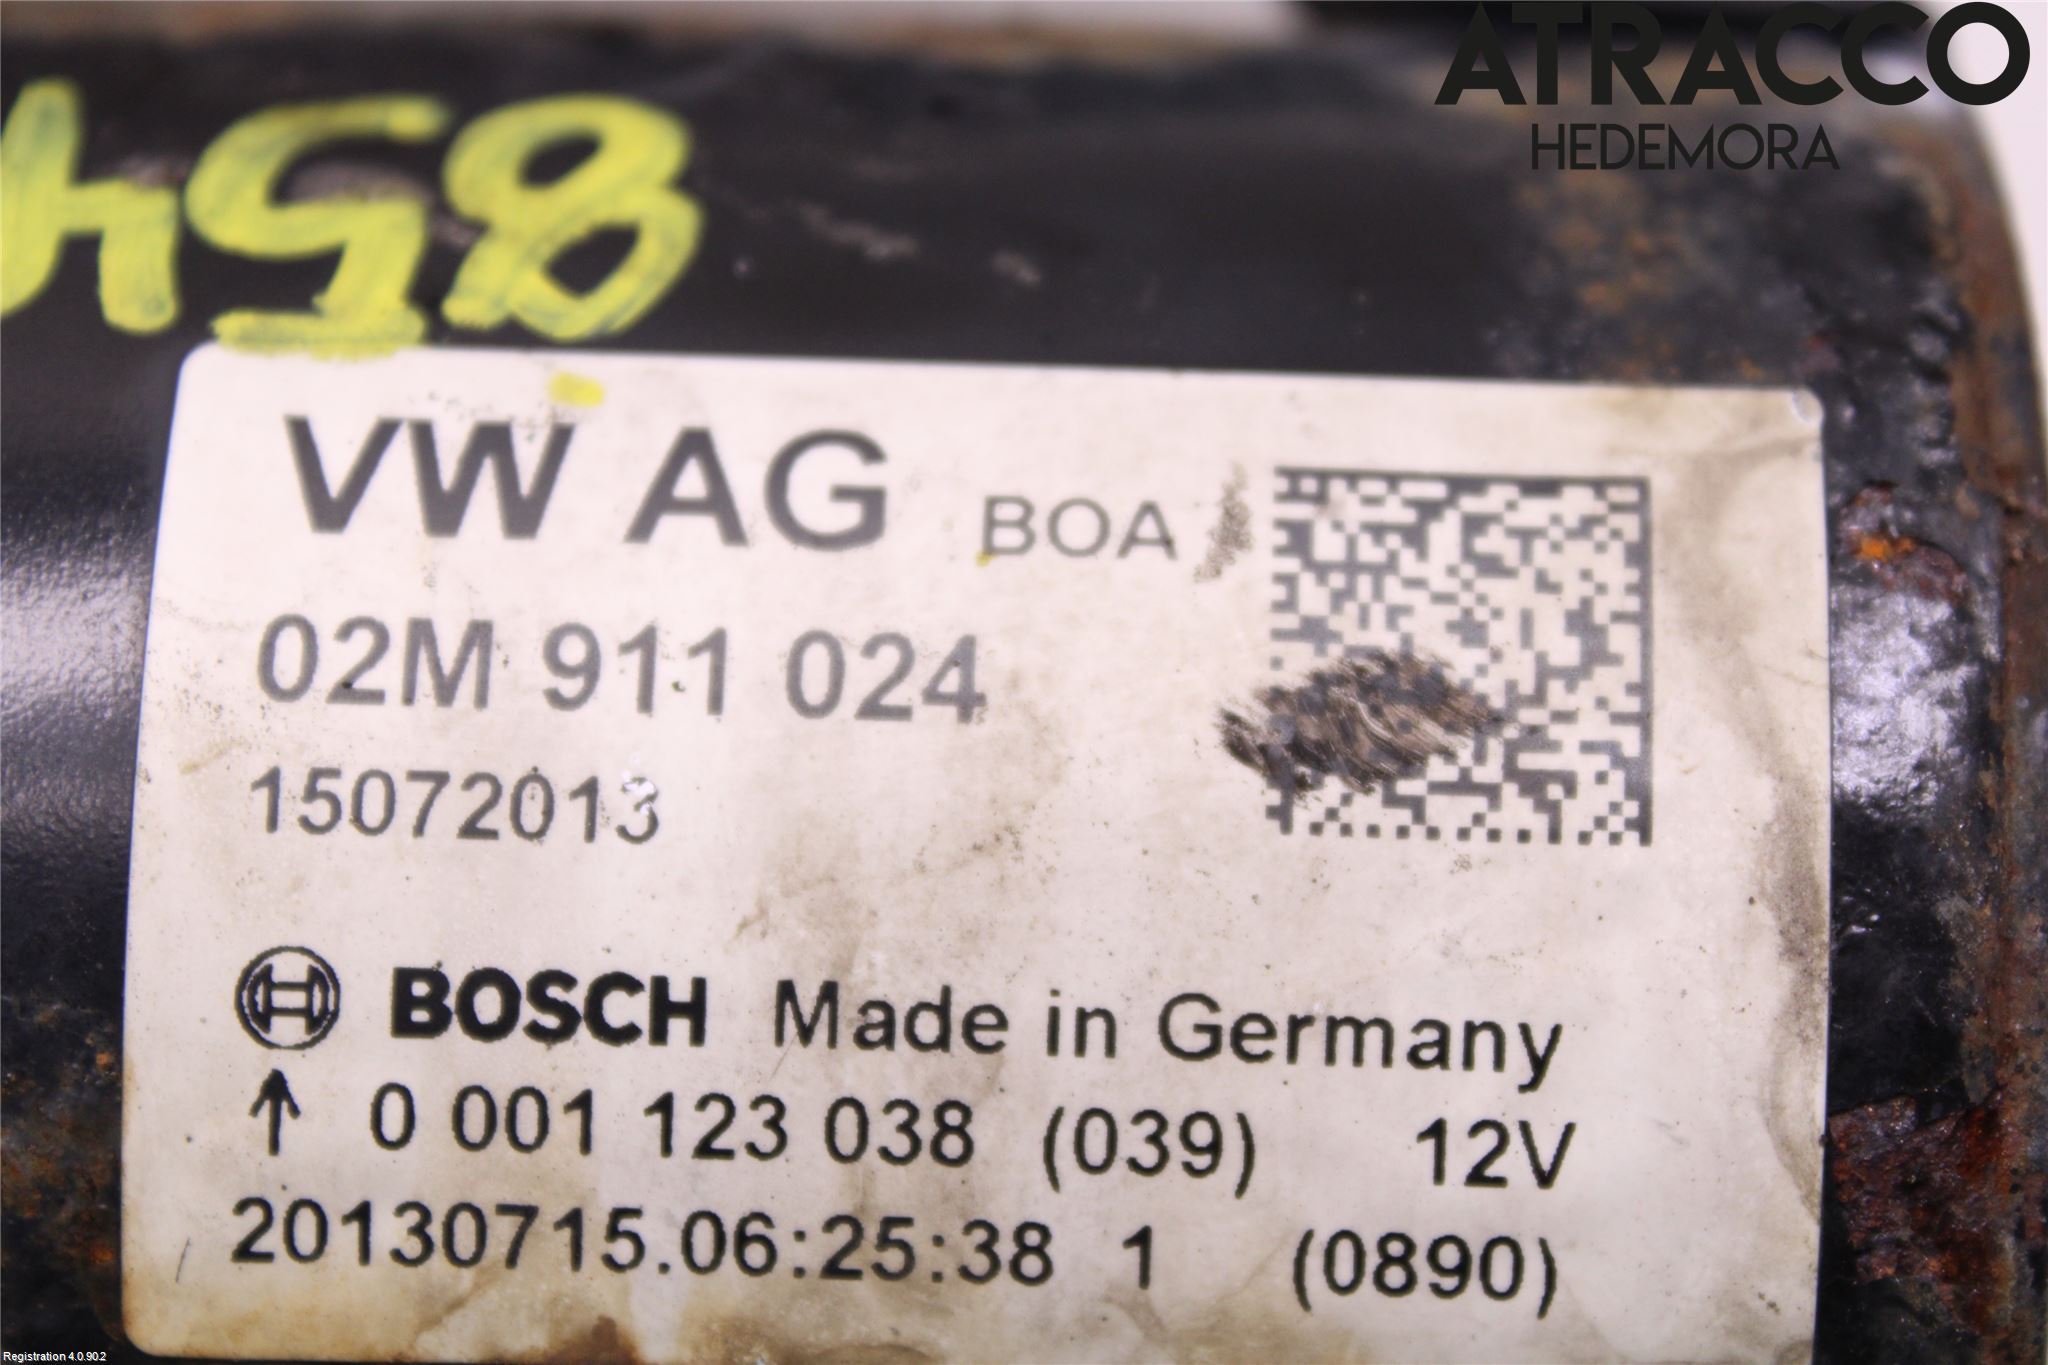 ATRACCO
HEDEMORA
VW AG BOA
02M 911 024
15072013
BOSCH Made in Germany
↑ 0 001 123 038 (039) 12V
20130715.06:25:38 1 (0890)
Registration 4.0.90.2